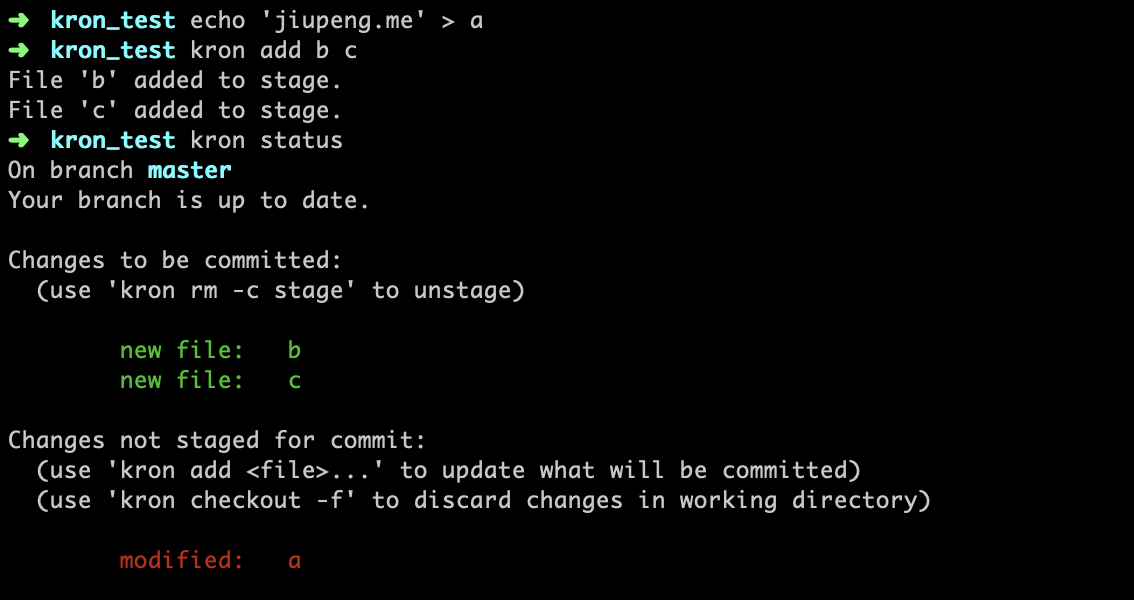 ➜ kron_test echo 'jiupeng.me' > a
➜ kron_test kron add b c
File 'b' added to stage.
File 'c' added to stage.
➜ kron_test kron status
On branch master
Your branch is up to date.
Changes to be committed:
(use 'kron rm -c stage' to unstage)
new file: b
new file: c
Changes not staged for commit:
(use 'kron add <file>...' to update what will be committed)
(use 'kron checkout -f' to discard changes in working directory)
modified: a